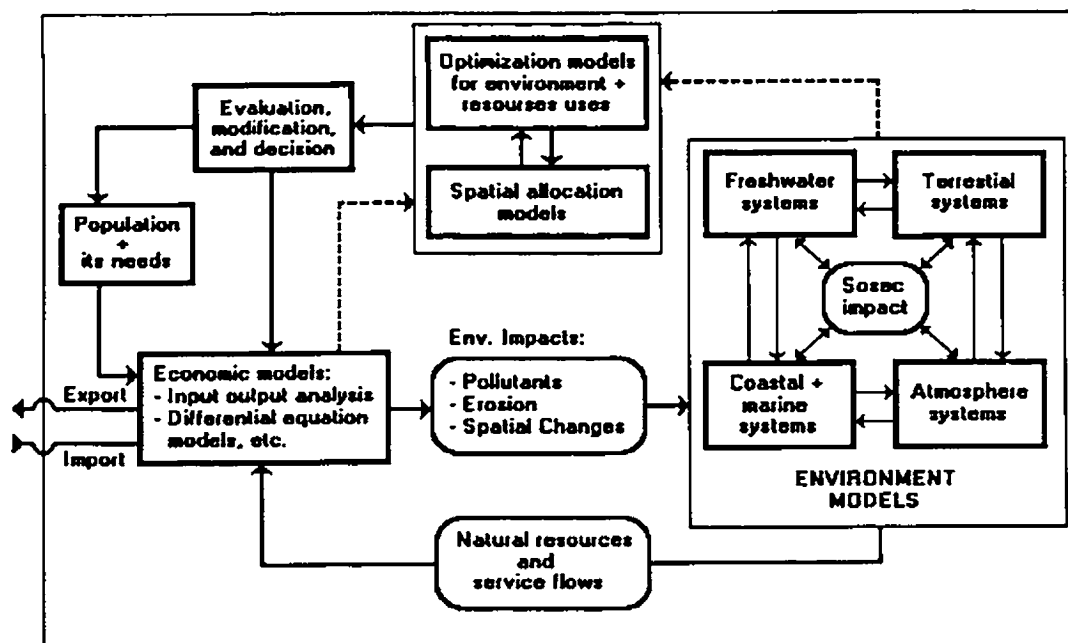 Optimization models
for environment +
resourses uses
Evaluation,
modification,
and decision
Spatial allocation
models
Freshwater
systems
Terrestial
systems
Population
+
its needs
Sosec
impact
Env. Impacts:
Economic models:
- Input output analysis
- Differential equation
models, etc.
Export
Import
- Pollutants
- Erosion
- Spatial Changes
Coastal +
marine
systems
Atmosphere
systems
ENVIRONMENT
MODELS
Natural resources
and
service flows